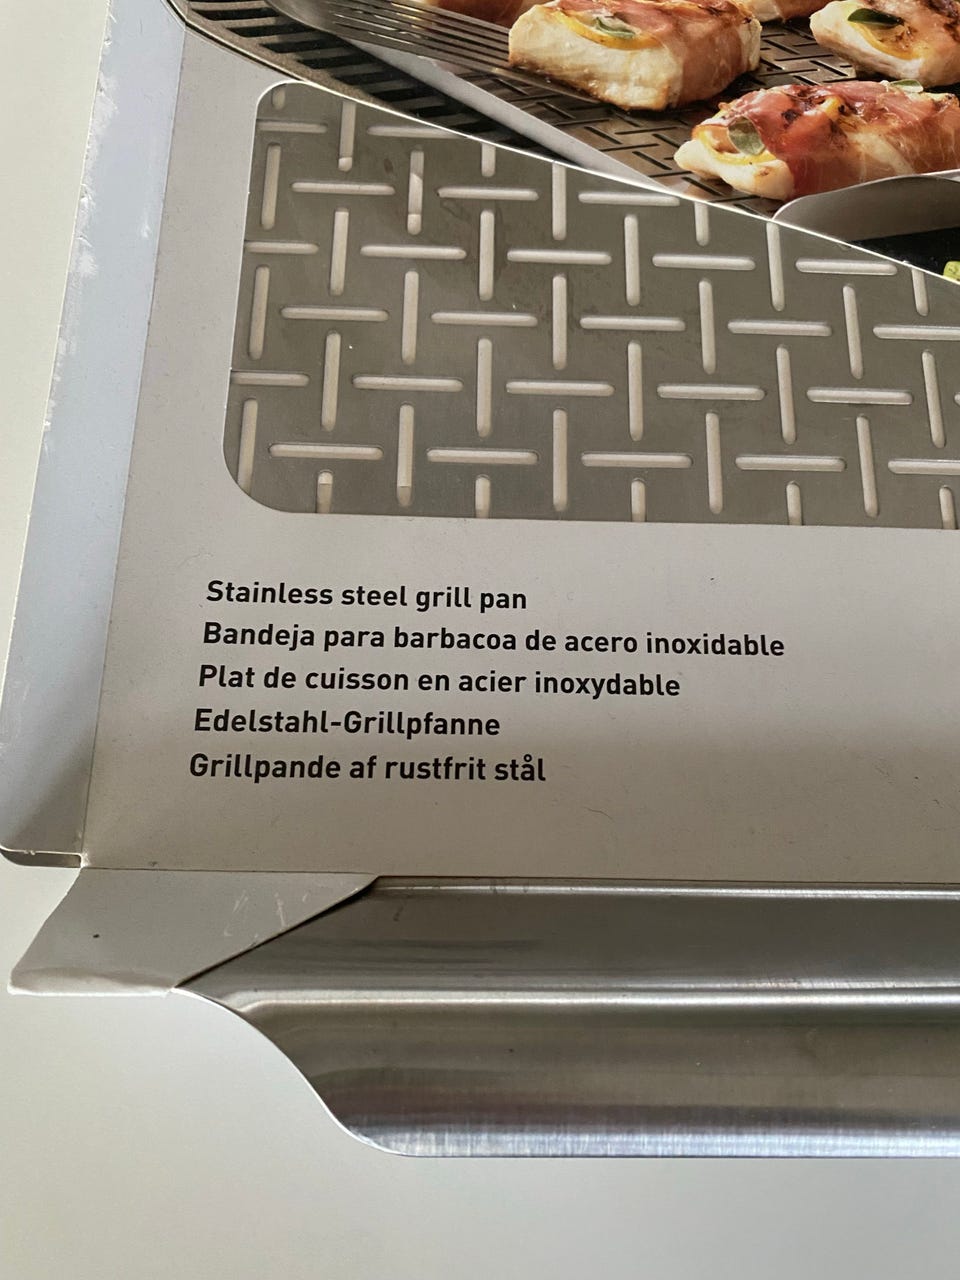 Stainless steel grill pan
Bandeja para barbacoa de acero inoxidable
Plat de cuisson en acier inoxydable
Edelstahl-Grillpfanne
Grillpande af rustfrit stål